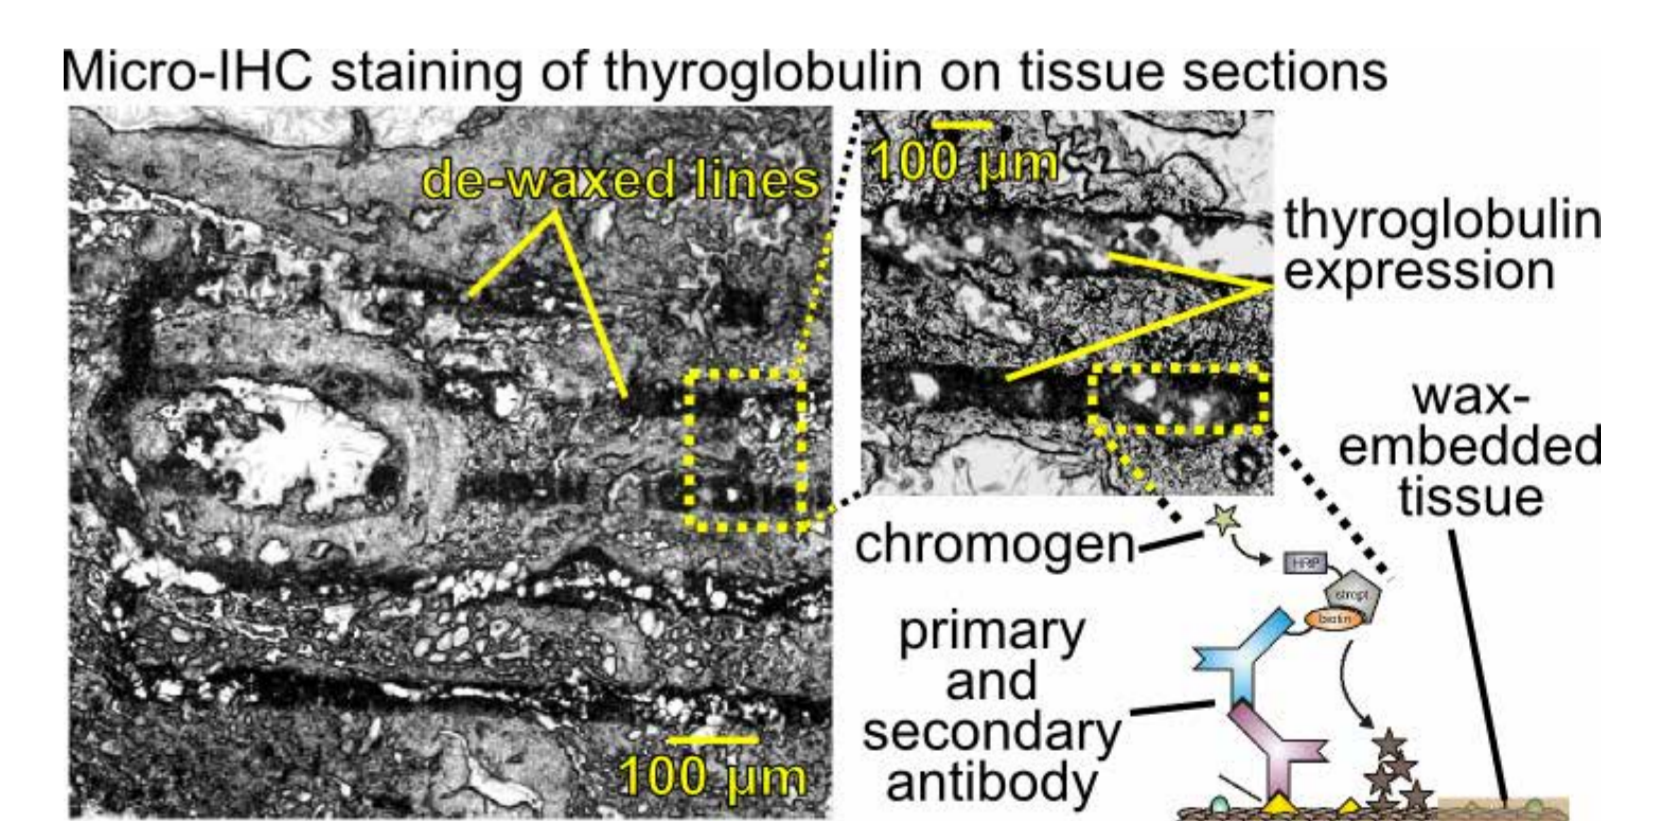 Micro-IHC staining of thyroglobulin on tissue sections
de-waxed lines
100 µm
100 µm
thyroglobulin
expression
wax-
embedded
tissue
chromogen
HRP
strept.
biotin
primary
and
secondary
antibody